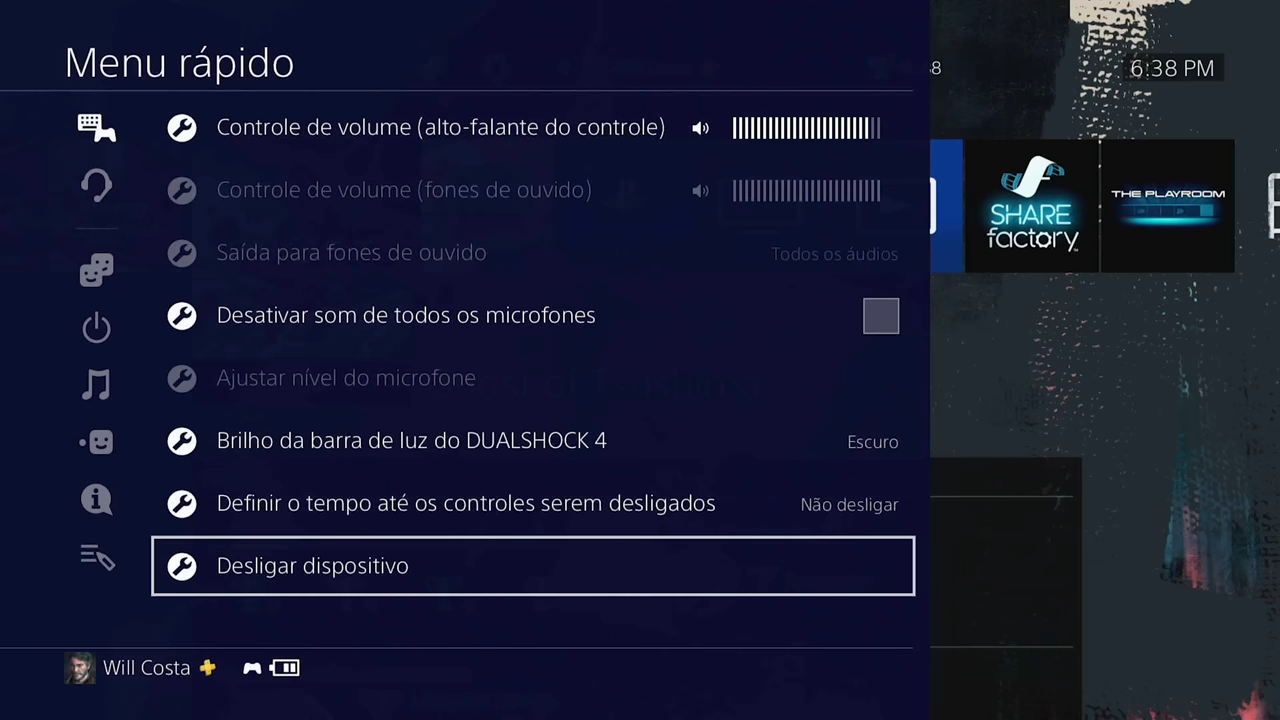 Menu rápido
8
6:38 PM
Controle de volume (alto-falante do controle)
Controle de volume (fones de ouvido)
Saída para fones de ouvido
Todos os áudios
Desativar som de todos os microfones
Ajustar nível do microfone
Brilho da barra de luz do DUALSHOCK 4
Escuro
Definir o tempo até os controles serem desligados
Não desligar
Desligar dispositivo
SHARE
factory™
THE PLAYROOM
Will Costa